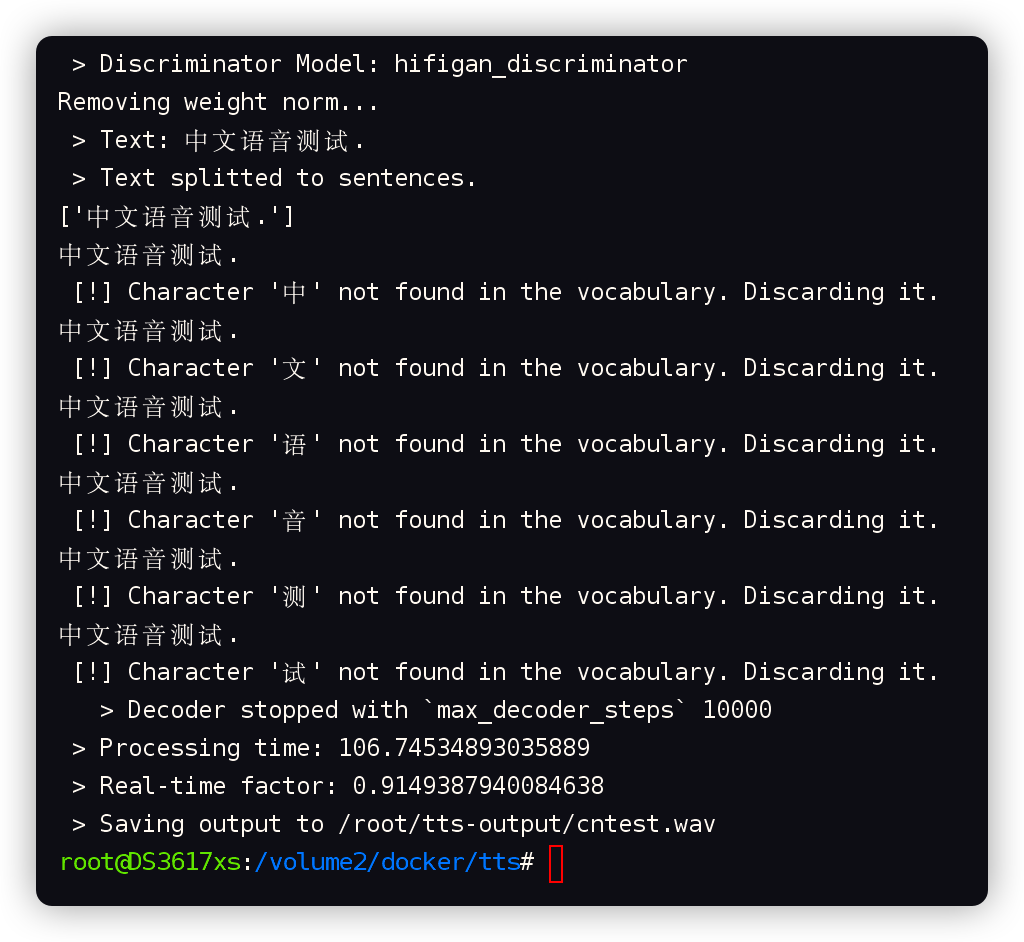 > Discriminator Model: hifigan_discriminator
Removing weight norm...
> Text: 中文语音测试.
> Text splitted to sentences.
['中文语音测试.']
中文语音测试.
[!] Character '中' not found in the vocabulary. Discarding it.
中文语音测试.
[!] Character '文' not found in the vocabulary. Discarding it.
中文语音测试.
[!] Character '语' not found in the vocabulary. Discarding it.
中文语音测试.
[!] Character '音' not found in the vocabulary. Discarding it.
中文语音测试.
[!] Character '测' not found in the vocabulary. Discarding it.
中文语音测试.
[!] Character '试' not found in the vocabulary. Discarding it.
> Decoder stopped with `max_decoder_steps` 10000
> Processing time: 106.74534893035889
> Real-time factor: 0.9149387940084638
> Saving output to /root/tts-output/cntest.wav
root@DS3617xs:/volume2/docker/tts#